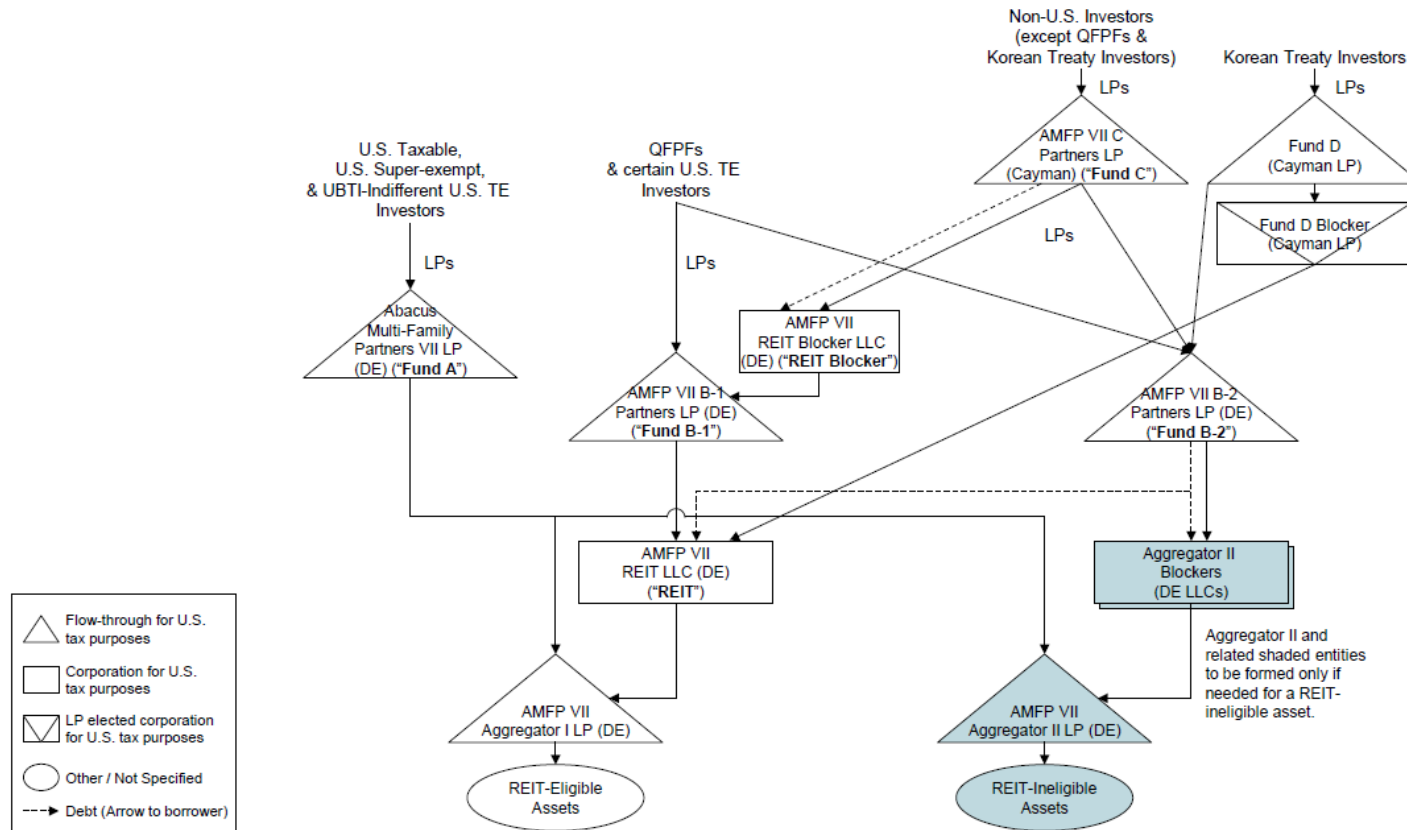 Non-U.S. Investors
(except QFPFs &
Korean Treaty Investors)
Korean Treaty Investors
LPs
LPs
AMFP VII C
Partners LP
(Cayman) (“Fund C”)
Fund D
(Cayman LP)
Fund D Blocker
(Cayman LP)
U.S. Taxable,
U.S. Super-exempt,
& UBTI-Indifferent U.S. TE
Investors
QFPFs
& certain U.S. TE
Investors
LPs
LPs
LPs
Abacus
Multi-Family
Partners VII LP
(DE) (“Fund A”)
AMFP VII
REIT Blocker LLC
(DE) (“REIT Blocker”)
AMFP VII B-1
Partners LP (DE)
(“Fund B-1”)
AMFP VII B-2
Partners LP (DE)
(“Fund B-2”)
AMFP VII
REIT LLC (DE)
(“REIT”)
Aggregator II
Blockers
(DE LLCs)
Aggregator II and
related shaded entities
to be formed only if
needed for a REIT-
ineligible asset.
AMFP VII
Aggregator I LP (DE)
AMFP VII
Aggregator II LP (DE)
REIT-Eligible
Assets
REIT-Ineligible
Assets
Flow-through for U.S.
tax purposes
Corporation for U.S.
tax purposes
LP elected corporation
for U.S. tax purposes
Other / Not Specified
Debt (Arrow to borrower)